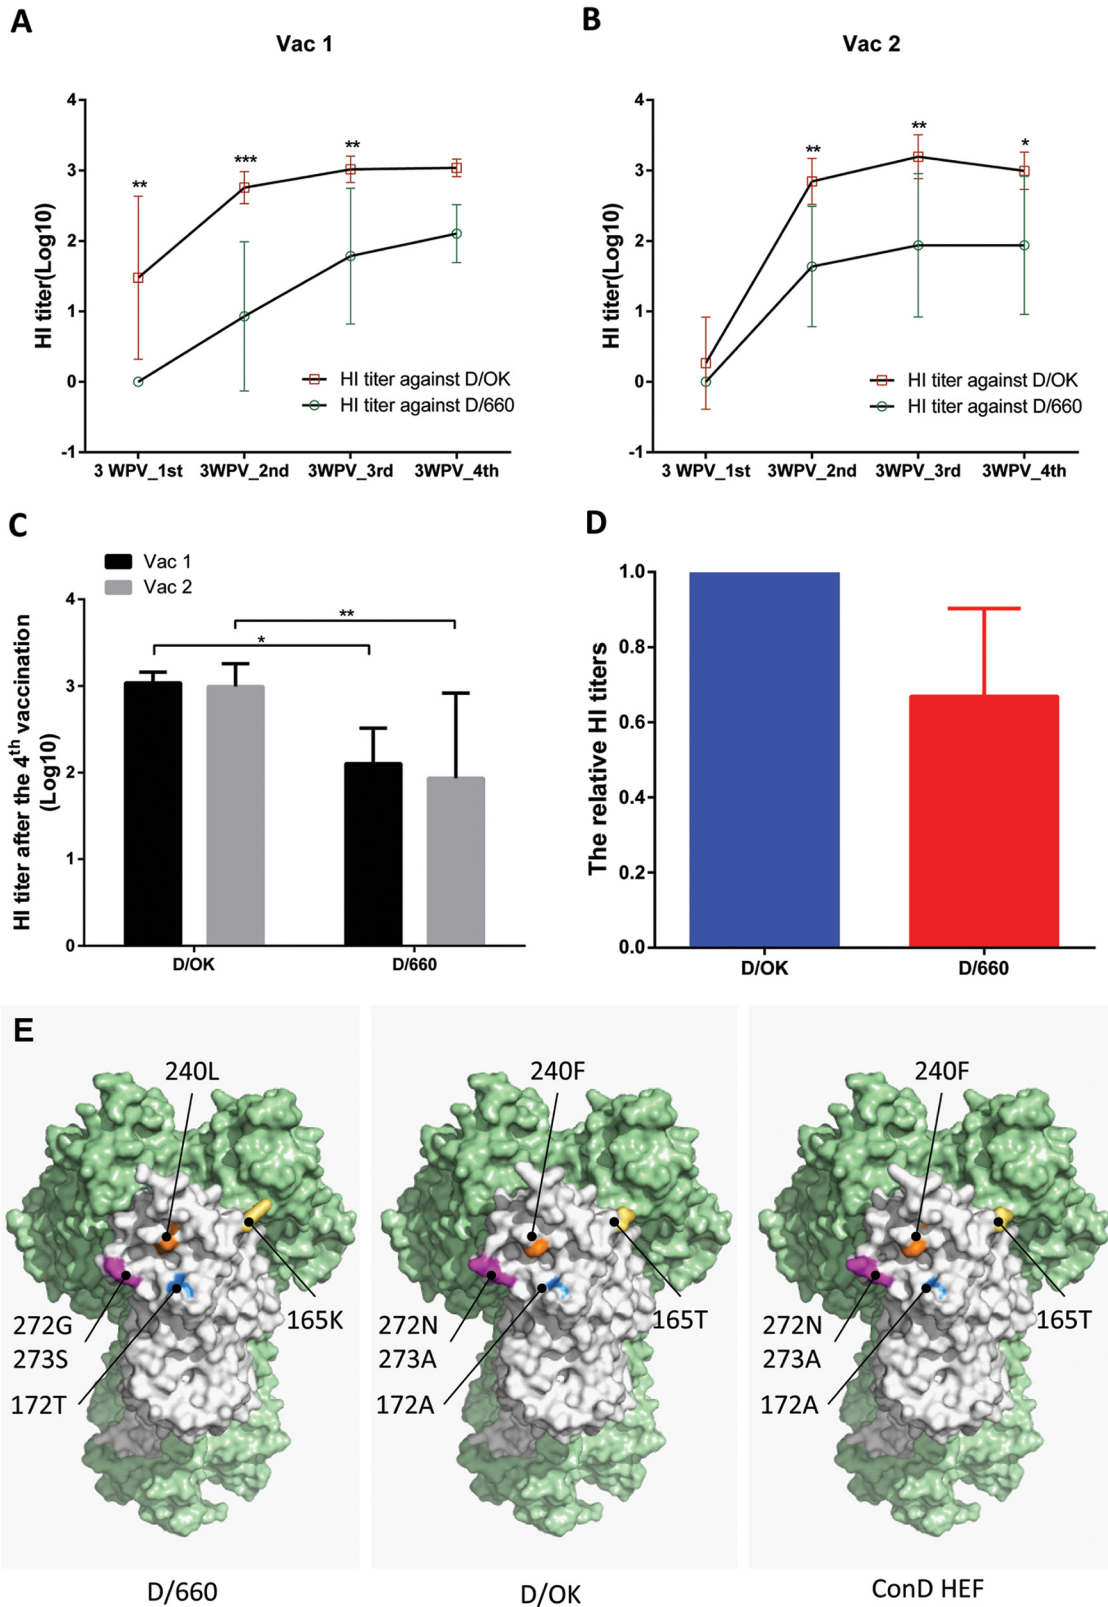 A
Vac 1
HI titer(Log10)
4
3
2
1
0
-1
**
***
**
HI titer against D/OK
HI titer against D/660
3 WPV_1st 3WPV_2nd 3WPV_3rd 3WPV_4th
B
Vac 2
HI titer(Log10)
4
3
2
1
0
-1
**
**
*
HI titer against D/OK
HI titer against D/660
3 WPV_1st 3WPV_2nd 3WPV_3rd 3WPV_4th
C
Vac 1
Vac 2
HI titer after the 4th vaccination
(Log10)
4
3
2
1
0
*
**
D/OK D/660
D
The relative HI titers
1.0
0.8
0.6
0.4
0.2
0.0
D/OK D/660
E
240L
165K
272G
273S
172T
D/660
240F
165T
272N
273A
172A
D/OK
240F
165T
272N
273A
172A
ConD HEF